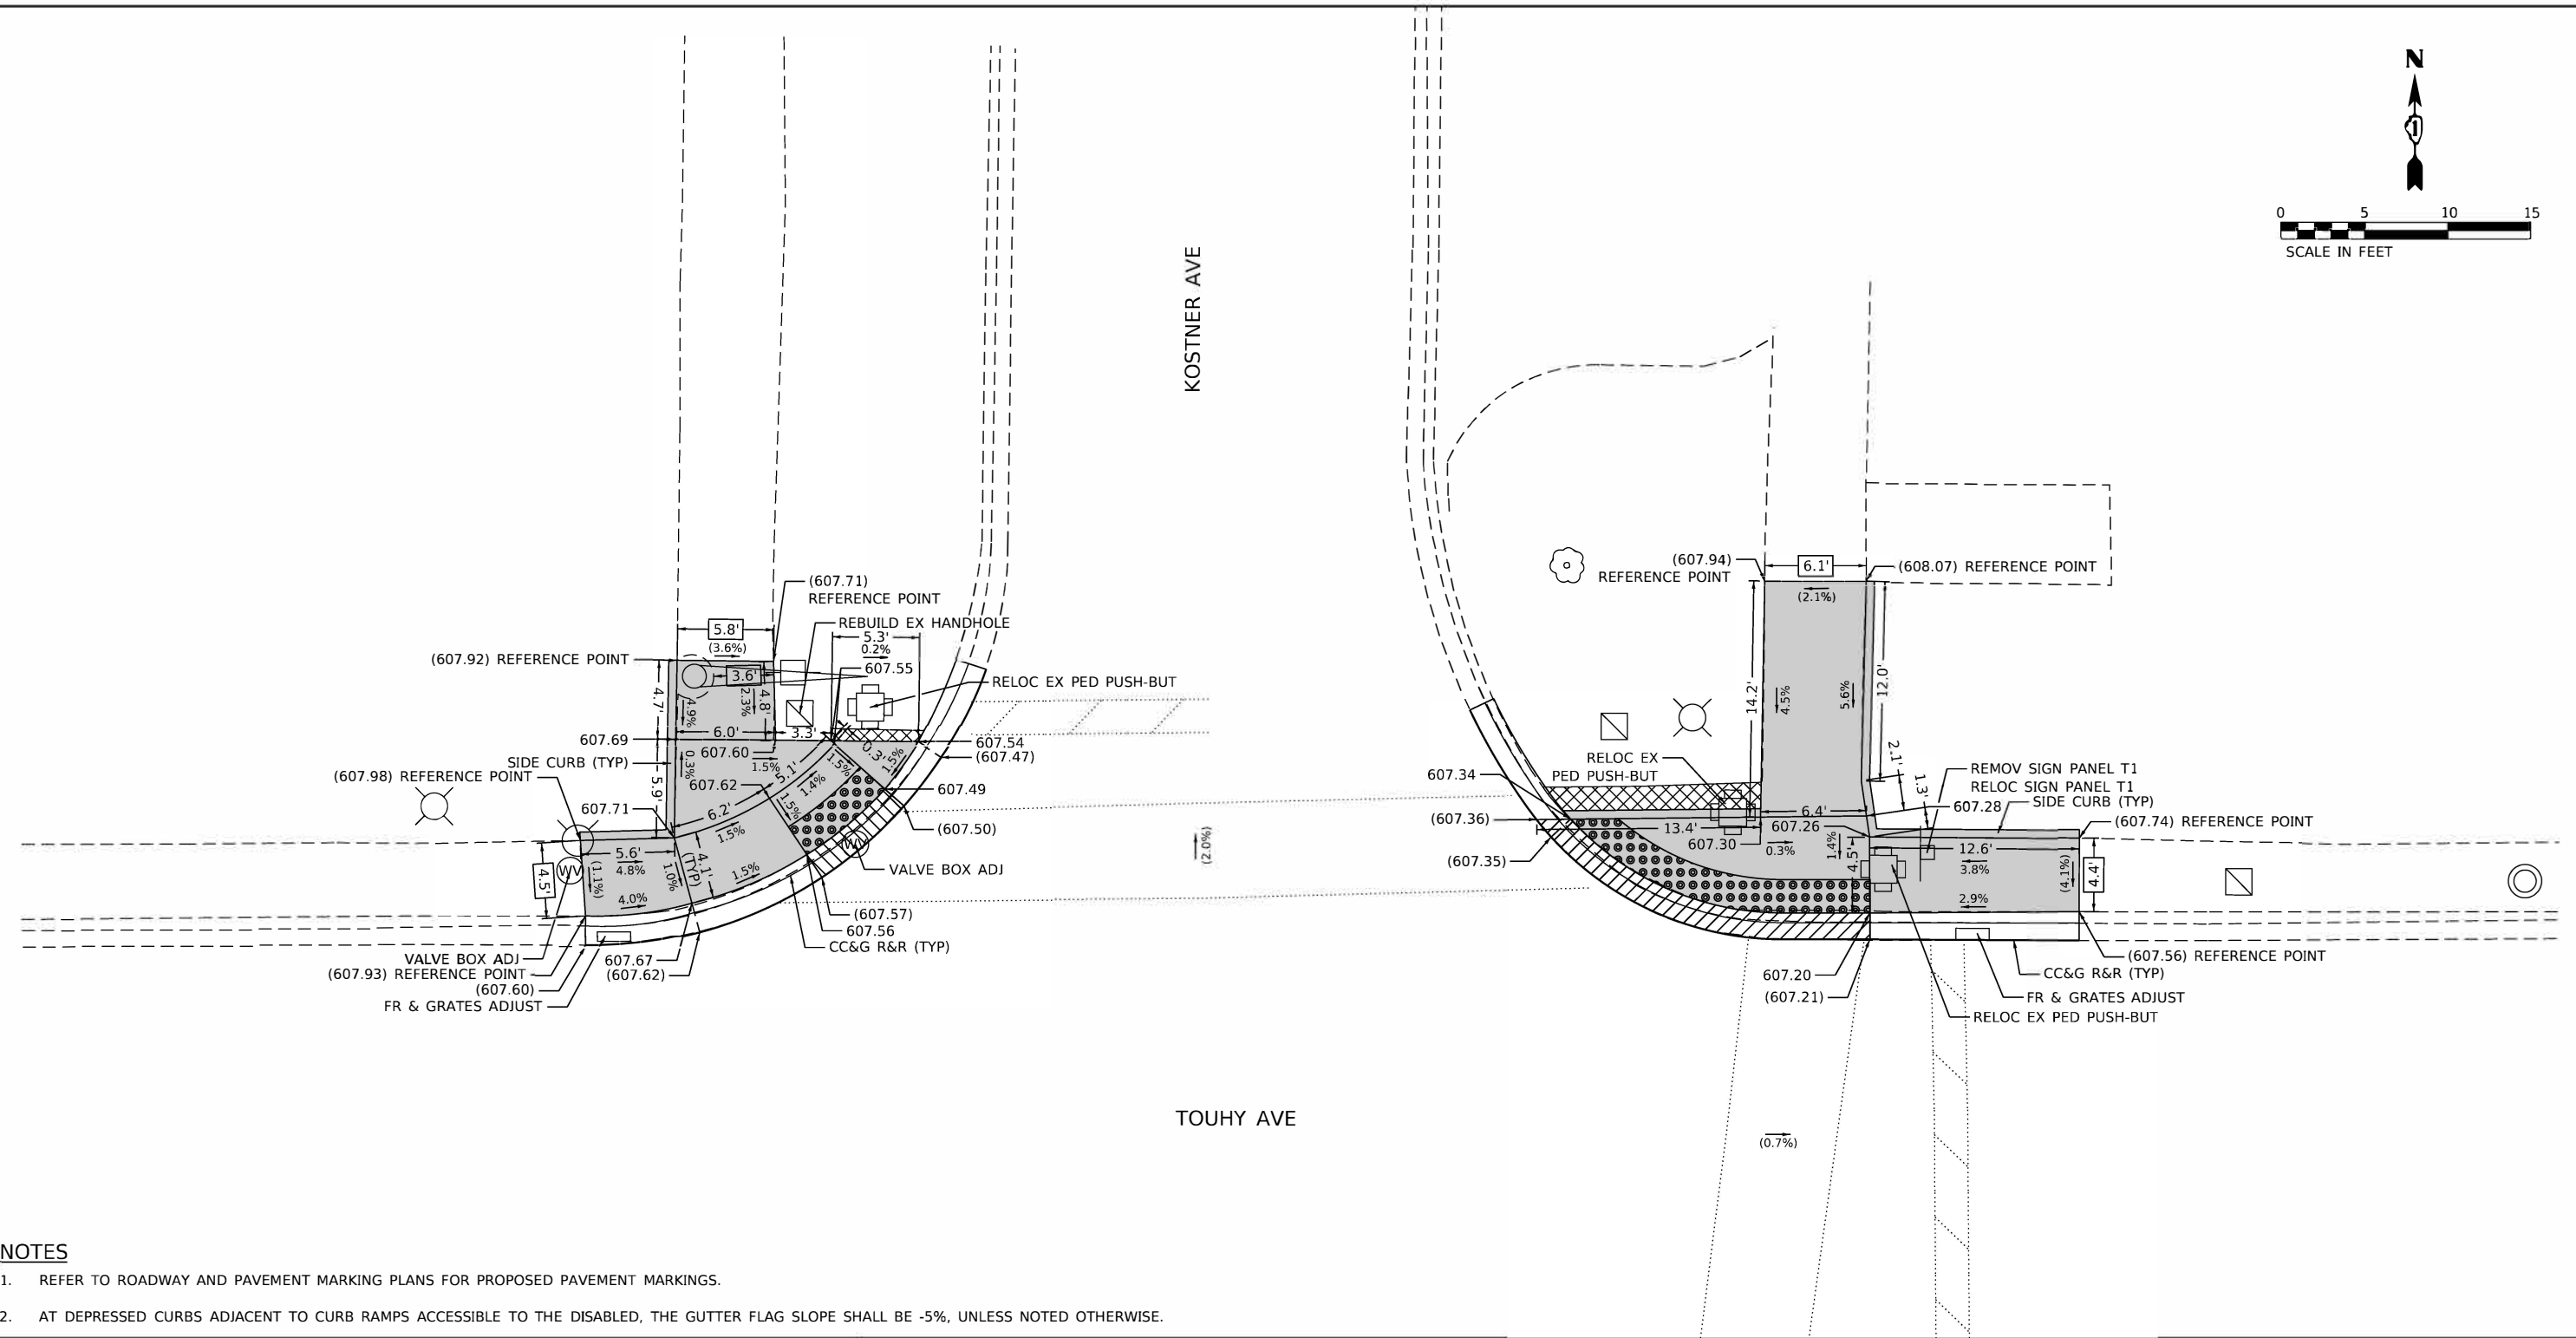 N
0 5 10 15
SCALE IN FEET
KOSTNER AVE
(607.71)
REFERENCE POINT
REBUILD EX HANDHOLE
5.8'
(3.6%)
5.3'
0.2%
(607.92) REFERENCE POINT
607.55
3.6'
4.7'
4.9%
2.3%
4.8'
RELOC EX PED PUSH-BUT
6.0'
3.3'
607.69
607.60
0.3'
1.5%
607.54
(607.47)
SIDE CURB (TYP)
0.3%
1.5%
5.1'
1.5%
(607.98) REFERENCE POINT
5.9'
607.62
1.4%
607.49
607.71
6.2'
1.5%
1.5%
(607.50)
5.6'
4.8%
4.5'
(1.1%)
WV
1.0%
4.1'
(TYP)
1.5%
WV
VALVE BOX ADJ
4.0%
(607.57)
607.56
CC&G R&R (TYP)
VALVE BOX ADJ
(607.93) REFERENCE POINT
(607.60)
FR & GRATES ADJUST
607.67
(607.62)
(2.0%)
TOUHY AVE
(607.94)
REFERENCE POINT
6.1'
(608.07) REFERENCE POINT
(2.1%)
14.2'
4.5%
5.6%
12.0'
RELOC EX
PED PUSH-BUT
2.1'
1.3'
REMOV SIGN PANEL T1
RELOC SIGN PANEL T1
SIDE CURB (TYP)
607.34
607.28
(607.36)
6.4'
13.4'
607.26
607.30
0.3%
1.4%
4.5'
(607.74) REFERENCE POINT
12.6'
3.8%
(4.1%)
4.4'
(607.35)
2.9%
(607.56) REFERENCE POINT
CC&G R&R (TYP)
607.20
(607.21)
FR & GRATES ADJUST
RELOC EX PED PUSH-BUT
(0.7%)
NOTES
1. REFER TO ROADWAY AND PAVEMENT MARKING PLANS FOR PROPOSED PAVEMENT MARKINGS.
2. AT DEPRESSED CURBS ADJACENT TO CURB RAMPS ACCESSIBLE TO THE DISABLED, THE GUTTER FLAG SLOPE SHALL BE -5%, UNLESS NOTED OTHERWISE.